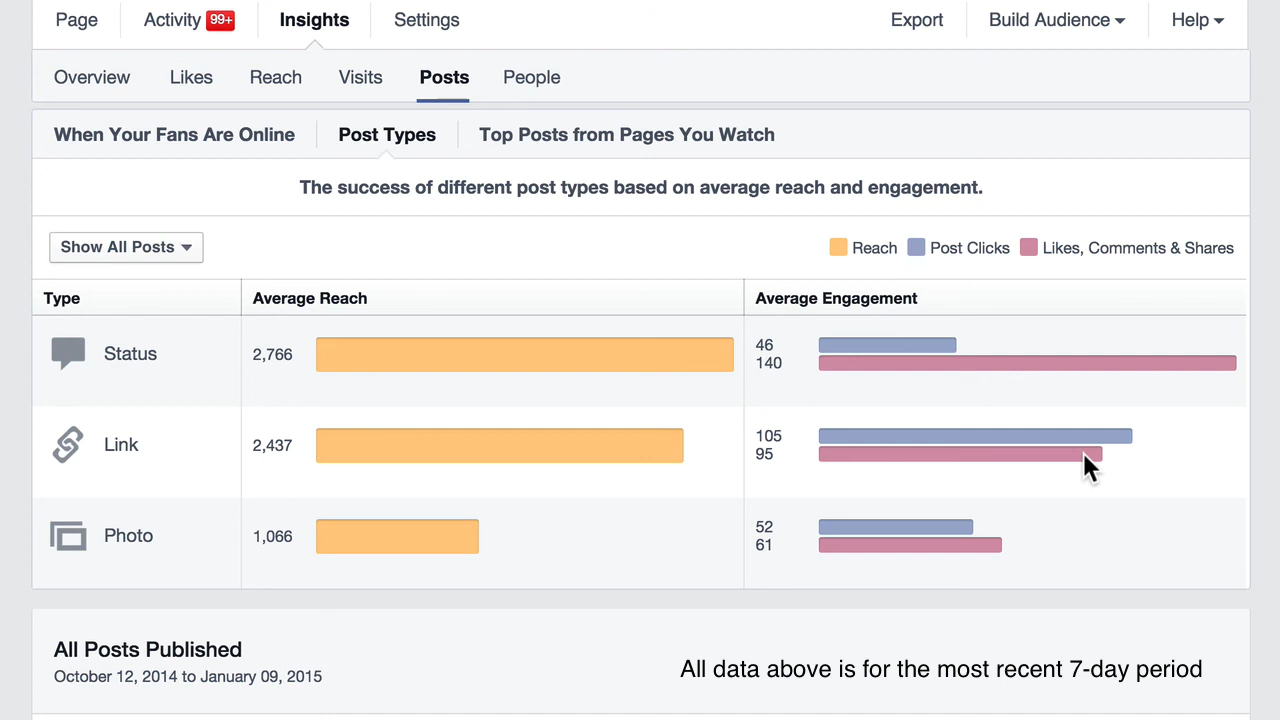 Page Activity 99+ Insights Settings Export Build Audience Help
Overview Likes Reach Visits Posts People
When Your Fans Are Online Post Types Top Posts from Pages You Watch
The success of different post types based on average reach and engagement.
Show All Posts Reach Post Clicks Likes, Comments & Shares
Type Average Reach Average Engagement
Status 2,766 46
140
Link 2,437 105
95
Photo 1,066 52
61
All Posts Published
October 12, 2014 to January 09, 2015
All data above is for the most recent 7-day period